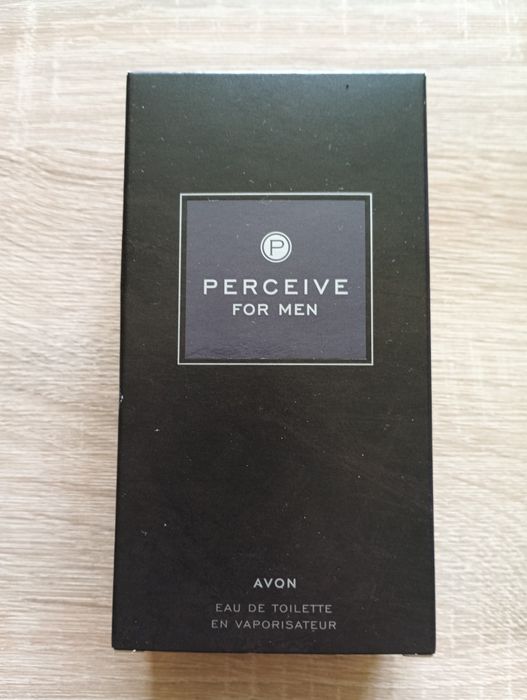 P
PERCEIVE
FOR MEN
AVON
EAU DE TOILETTE
EN VAPORISATEUR